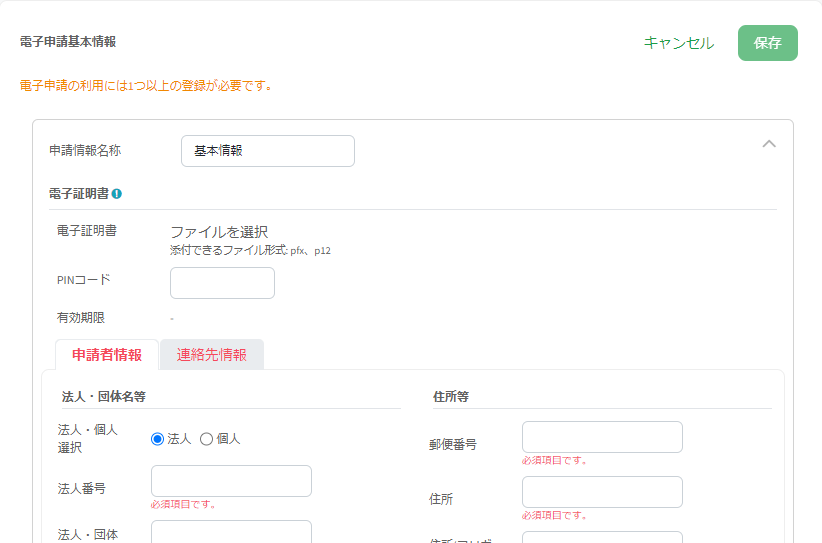 電子申請基本情報
キャンセル
保存
電子申請の利用には1つ以上の登録が必要です。
申請情報名称
基本情報
電子証明書
電子証明書
ファイルを選択
添付できるファイル形式: pfx、p12
PINコード
有効期限
-
申請者情報
連絡先情報
法人・団体名等
法人・個人
選択
法人
個人
法人番号
必須項目です。
法人・団体
住所等
郵便番号
必須項目です。
住所
必須項目です。